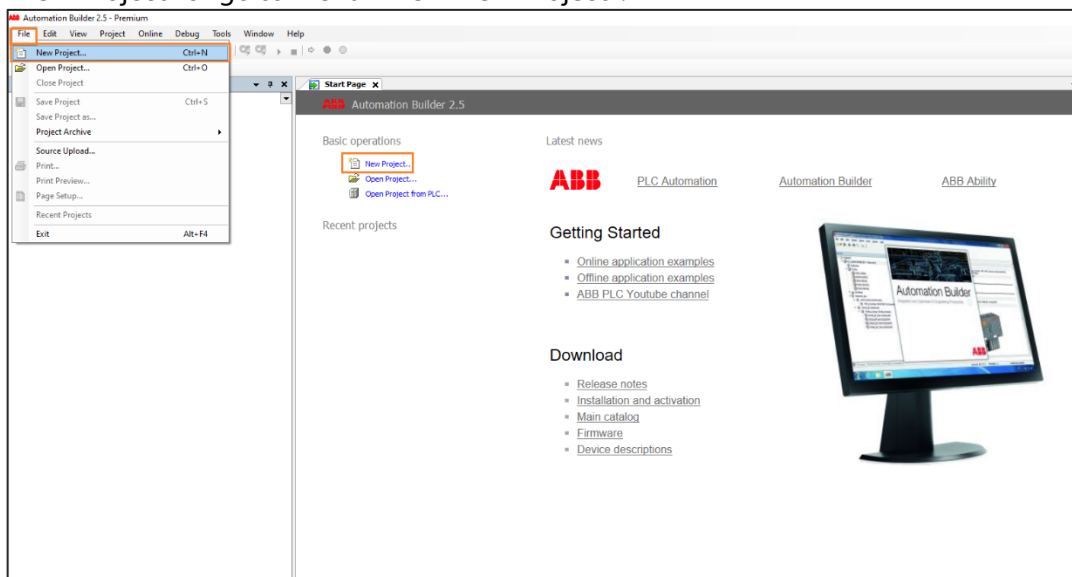 Automation Builder 2.5 - Premium
File Edit View Project Online Debug Tools Window Help
New Project... Ctrl+N
Open Project... Ctrl+O
Close Project
Save Project Ctrl+S
Save Project as...
Project Archive
Source Upload...
Print...
Print Preview...
Page Setup...
Recent Projects
Exit Alt+F4
Start Page
ABB Automation Builder 2.5
Basic operations
New Project...
Open Project...
Open Project from PLC...
Recent projects
Latest news
ABB PLC Automation Automation Builder ABB Ability
Getting Started
Online application examples
Offline application examples
ABB PLC Youtube channel
Download
Release notes
Installation and activation
Main catalog
Firmware
Device descriptions
Automation Builder
ABB